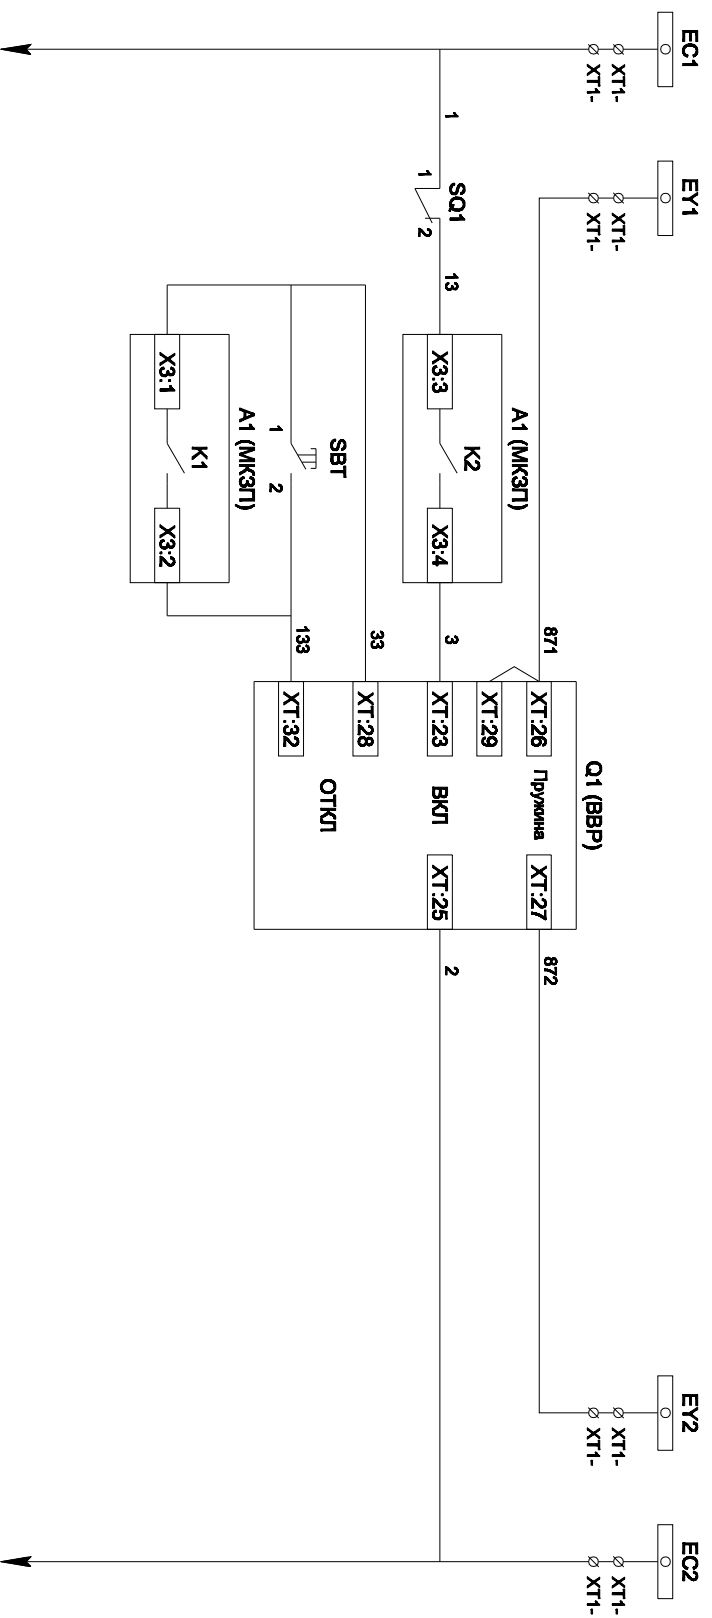 EC1
EY1
EY2
EC2
XT1-
XT1-
XT1-
XT1-
XT1-
XT1-
XT1-
XT1-
871
Q1 (ВВР)
872
XT:26
Пружина
XT:27
XT:29
1
SQ1
1
2
13
A1 (МКЗП)
X3:3
K2
X3:4
3
XT:23
ВКЛ
XT:25
2
33
XT:28
SBT
1
2
133
XT:32
ОТКЛ
A1 (МКЗП)
X3:1
K1
X3:2